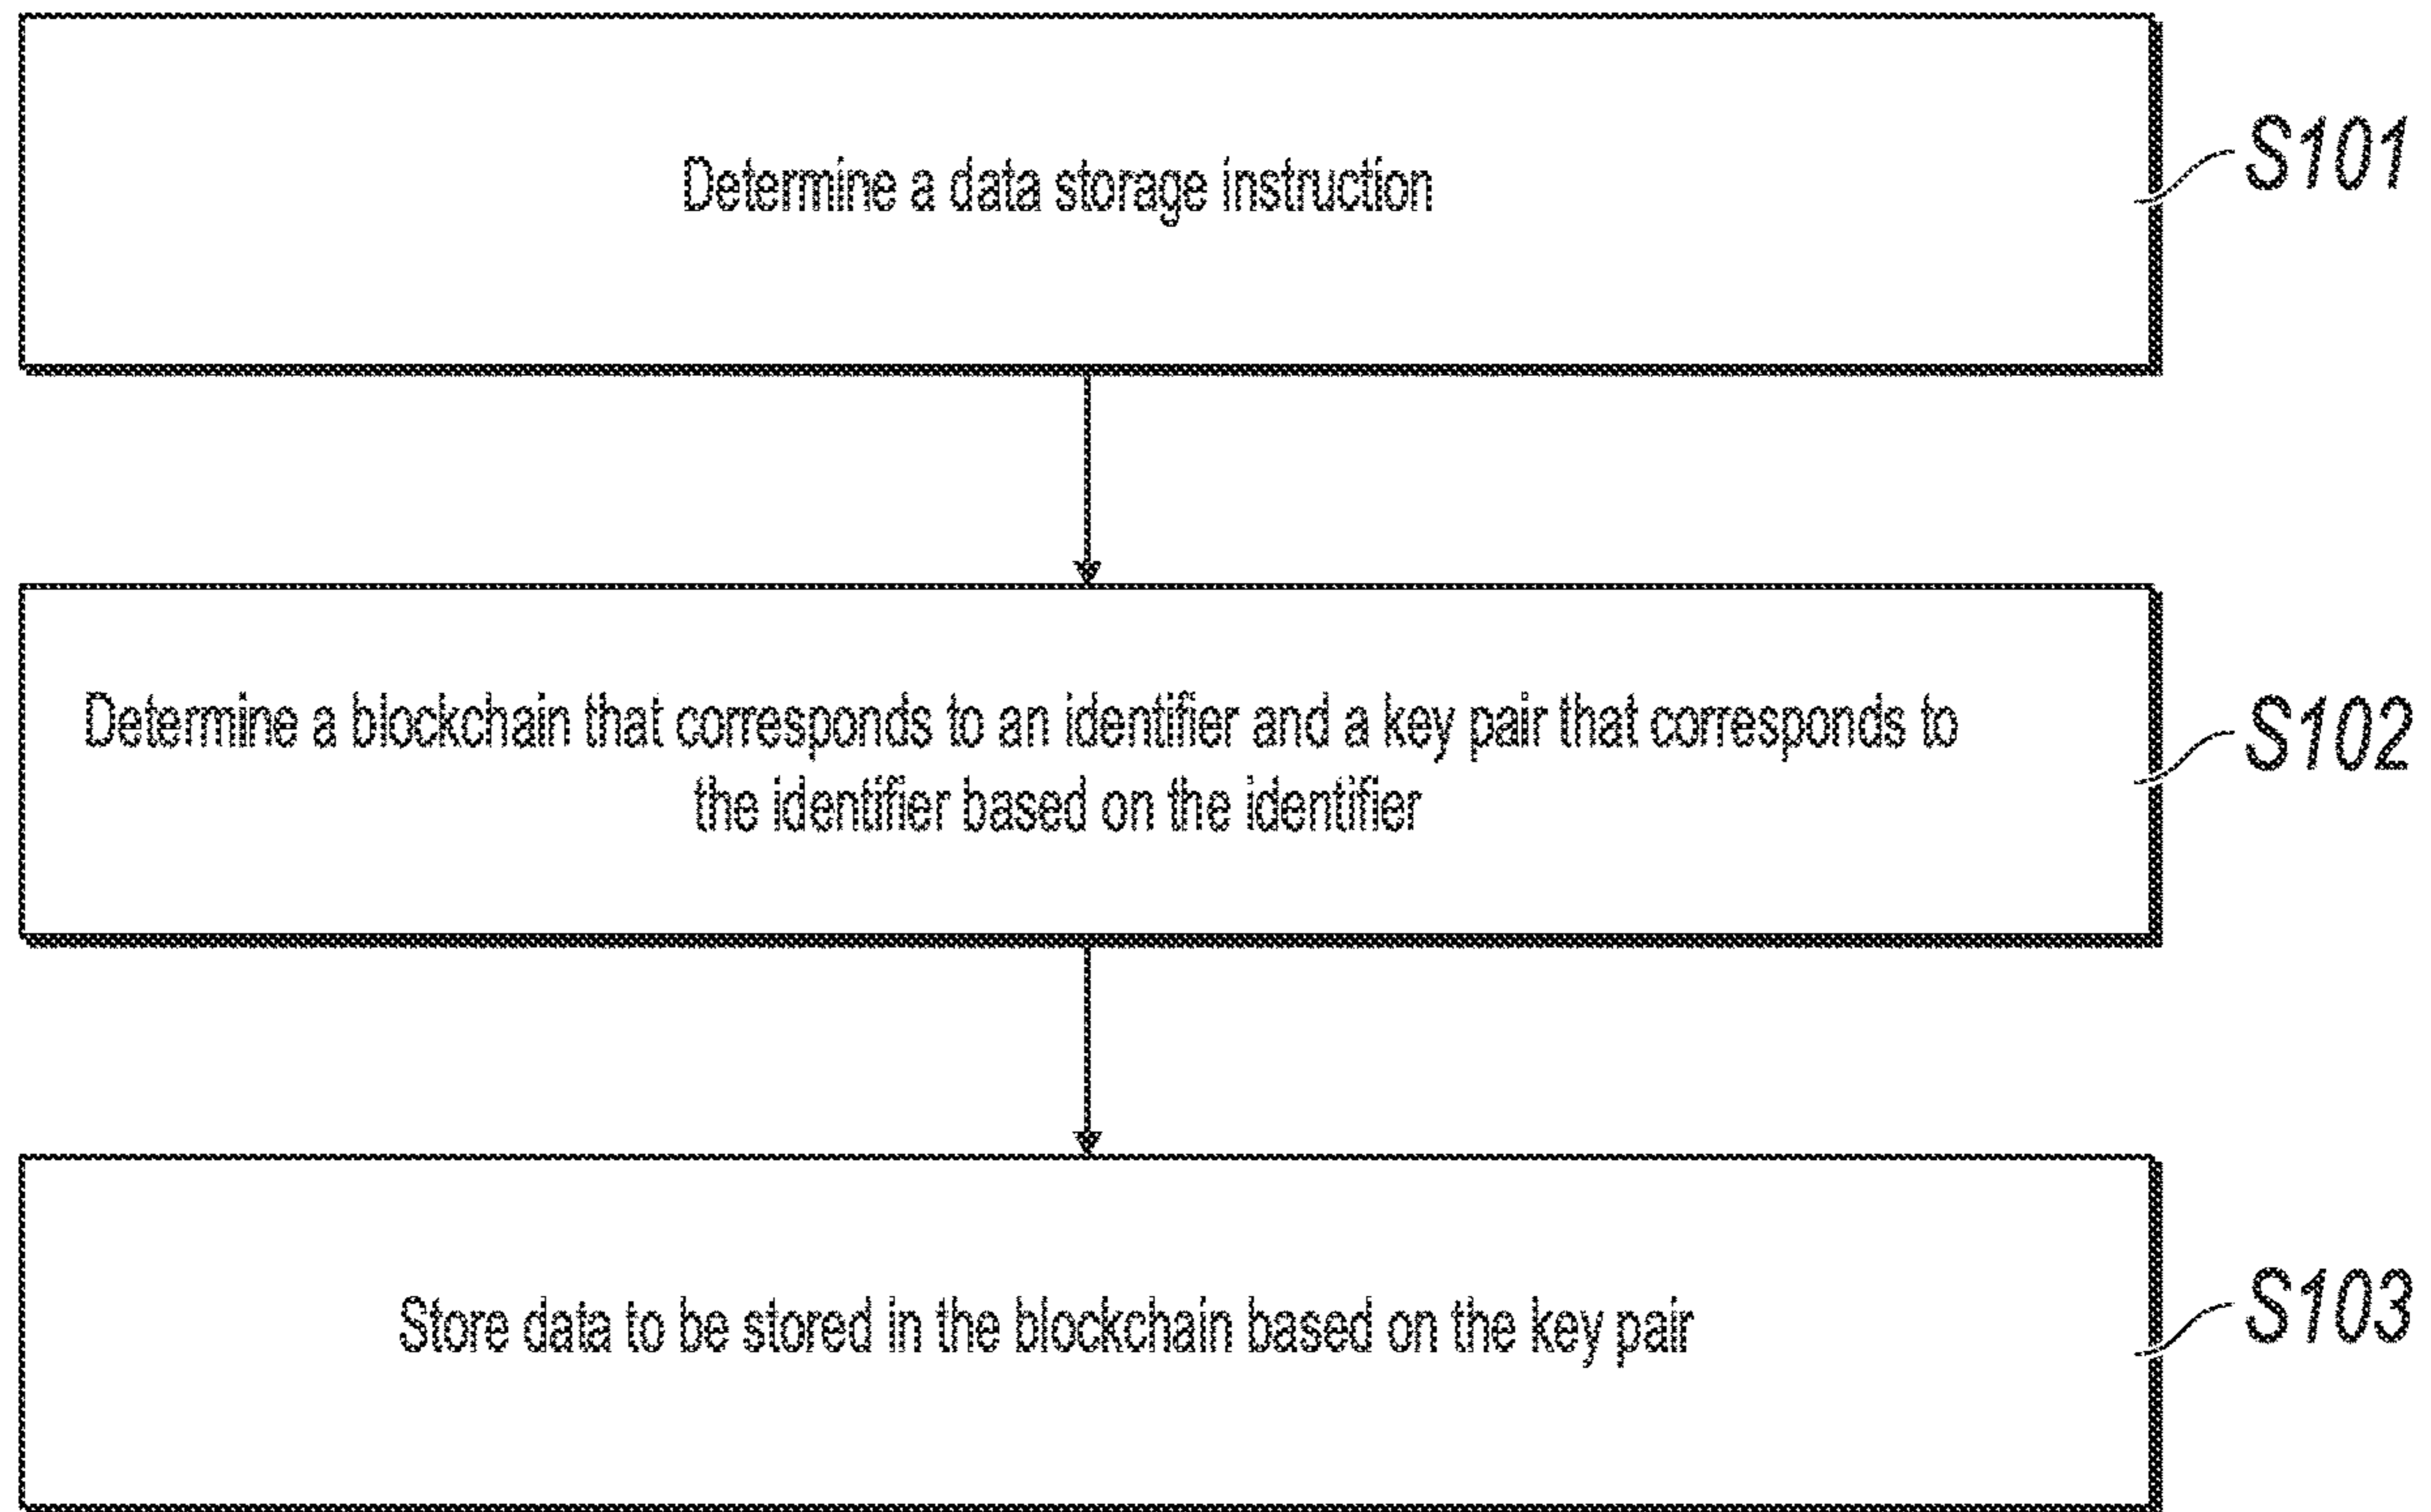 Determine a data storage instruction
S101
Determine a blockchain that corresponds to an identifier and a key pair that corresponds to
the identifier based on the identifier
S102
Store data to be stored in the blockchain based on the key pair
S103